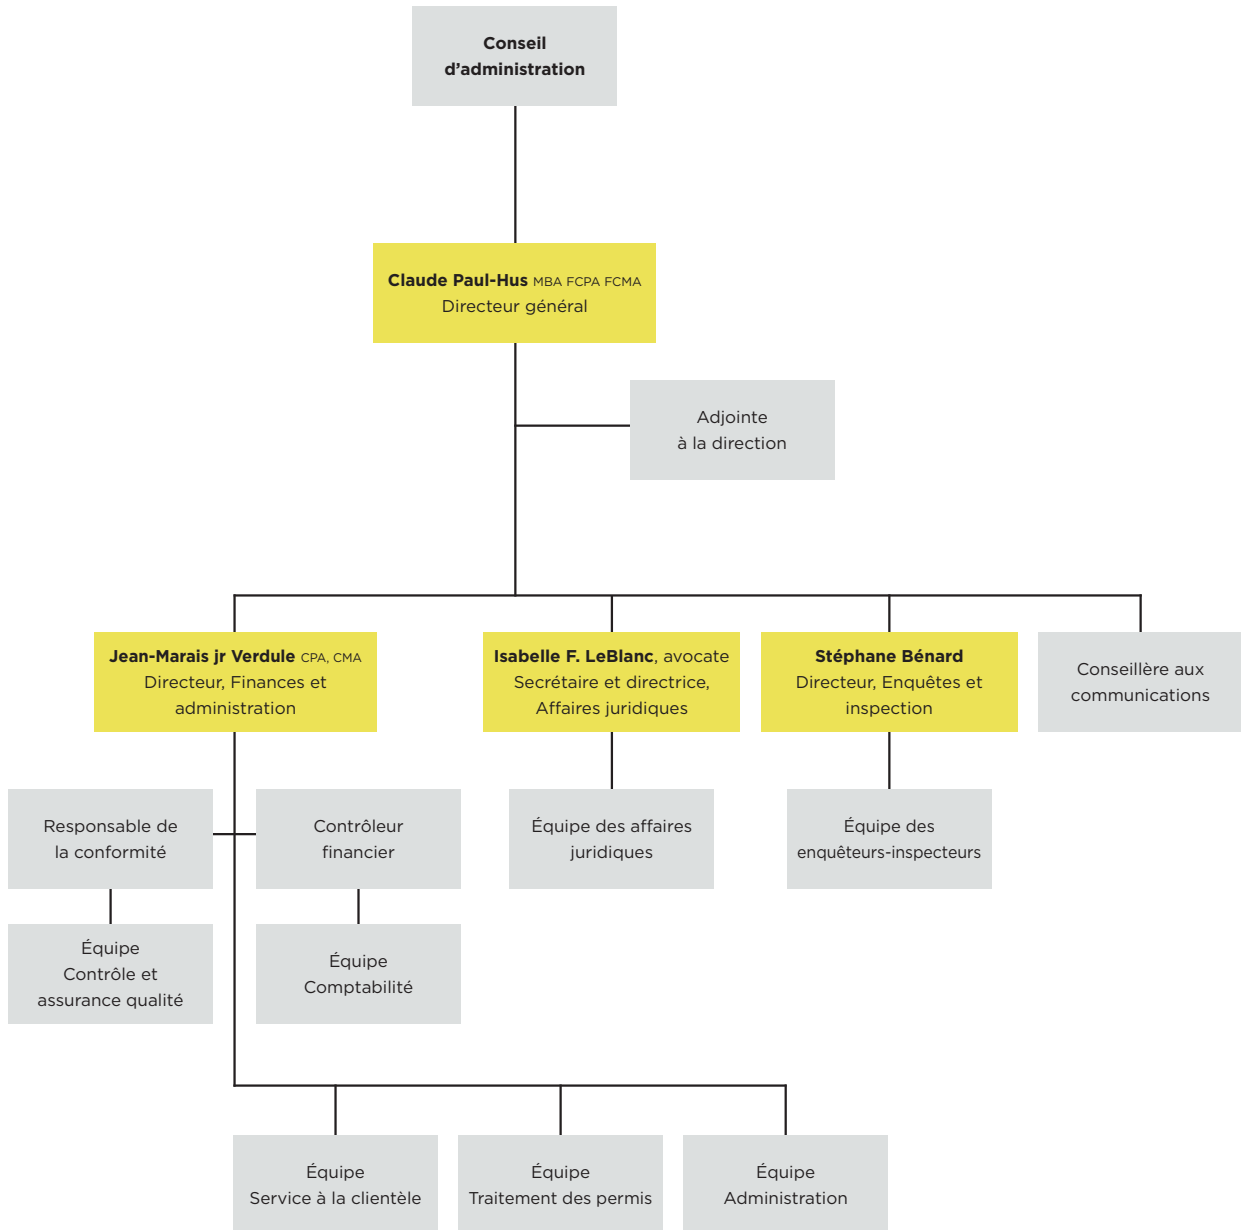 Conseil
d’administration
Claude Paul-Hus MBA FCPA FCMA
Directeur général
Adjointe
à la direction
Jean-Marais jr Verdule CPA, CMA
Directeur, Finances et
administration
Isabelle F. LeBlanc, avocate
Secrétaire et directrice,
Affaires juridiques
Stéphane Bénard
Directeur, Enquêtes et
inspection
Conseillère aux
communications
Responsable de
la conformité
Contrôleur
financier
Équipe des affaires
juridiques
Équipe des
enquêteurs-inspecteurs
Équipe
Contrôle et
assurance qualité
Équipe
Comptabilité
Équipe
Service à la clientèle
Équipe
Traitement des permis
Équipe
Administration